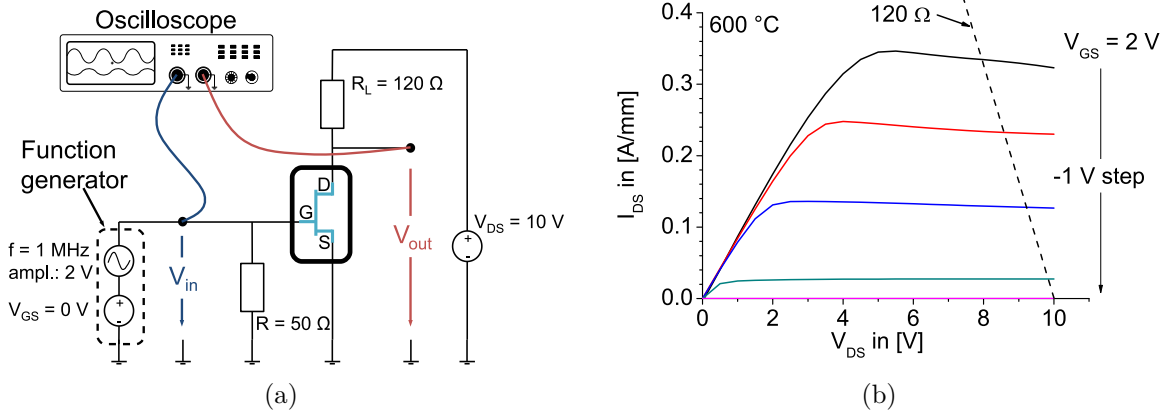 Oscilloscope
R_L = 120 Ω
Function
generator
D
G
S
V_DS = 10 V
f = 1 MHz
ampl.: 2 V
V_in
V_out
+
-
V_GS = 0 V
+
-
R = 50 Ω
(a)
0.4
600 °C
120 Ω
V_GS = 2 V
0.3
I_DS in [A/mm]
0.2
-1 V step
0.1
0.0
0
2
4
6
8
10
V_DS in [V]
(b)